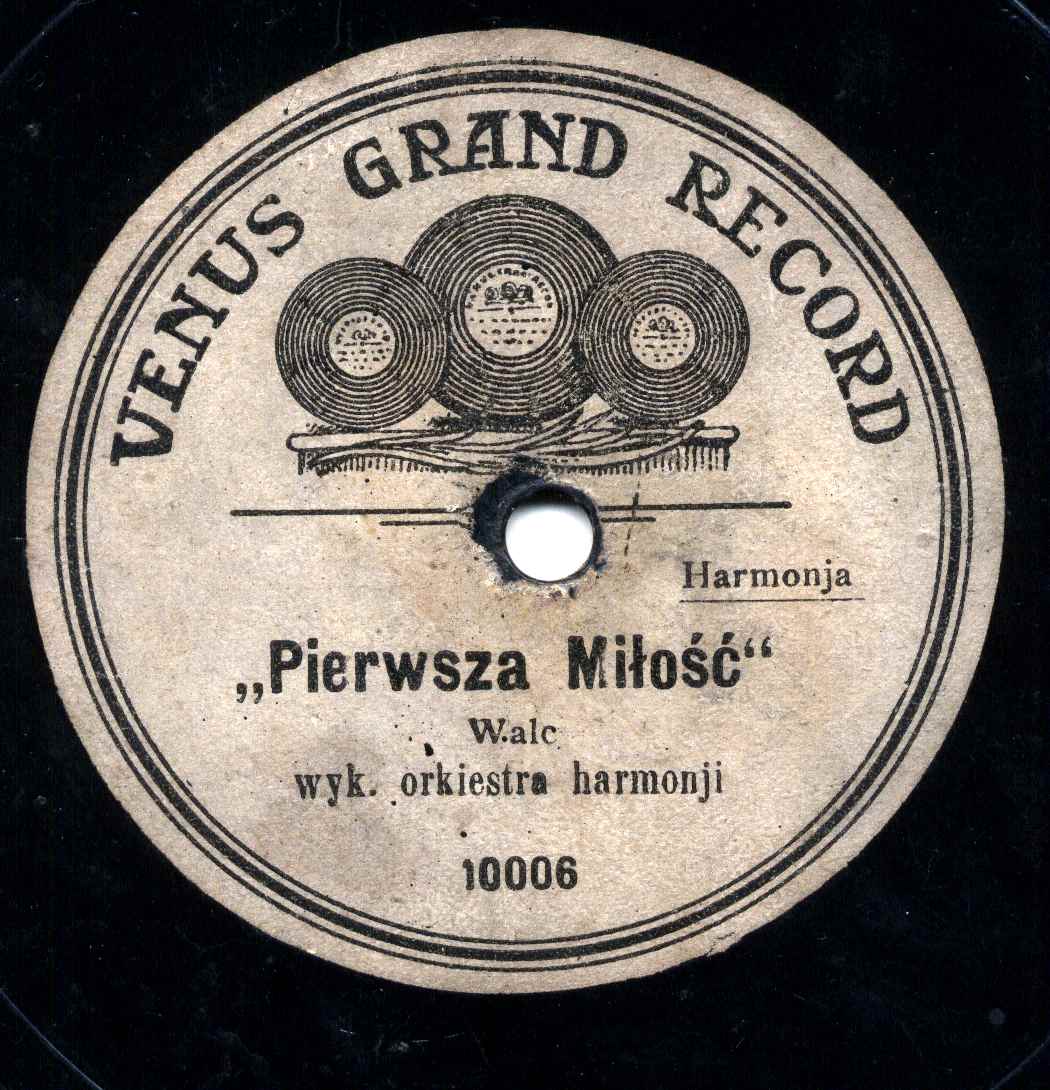 VENUS GRAND RECORD
Harmonja
„Pierwsza Miłość“
Walc
wyk. orkiestra harmonji
10006